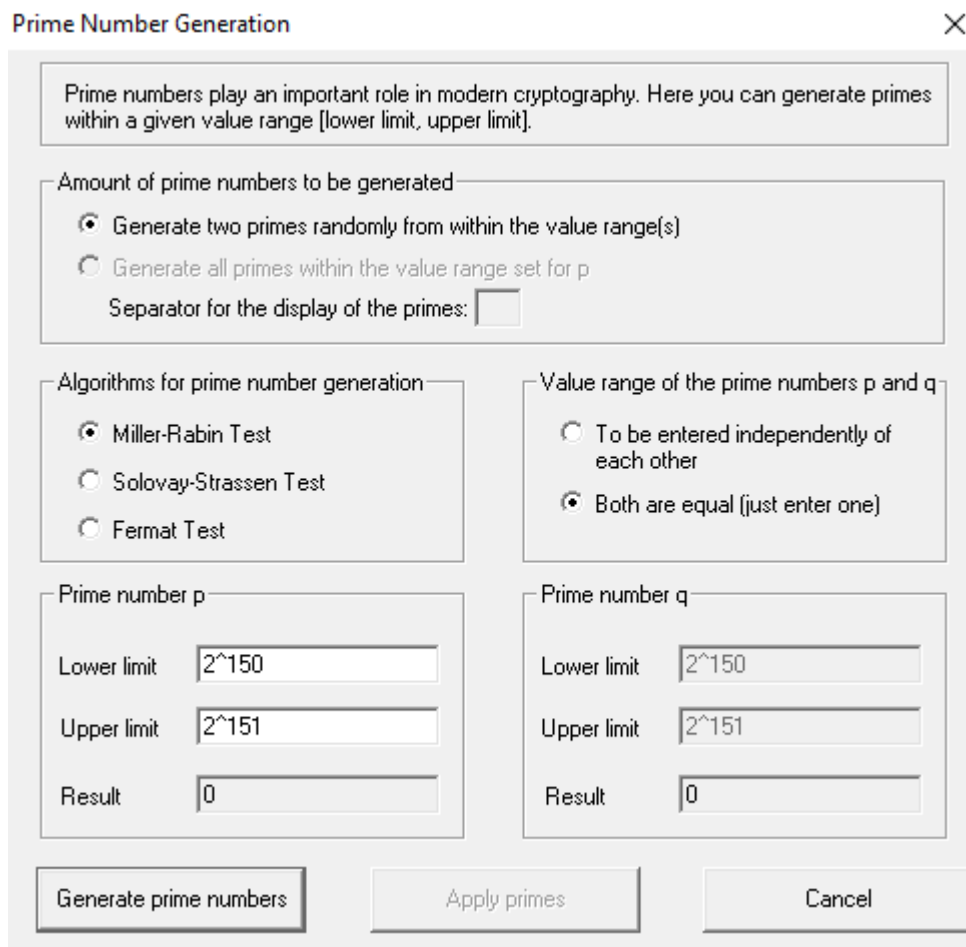 Prime Number Generation
Prime numbers play an important role in modern cryptography. Here you can generate primes
within a given value range [lower limit, upper limit].
Amount of prime numbers to be generated
Generate two primes randomly from within the value range(s)
Generate all primes within the value range set for p
Separator for the display of the primes:
Algorithms for prime number generation
Miller-Rabin Test
Solovay-Strassen Test
Fermat Test
Value range of the prime numbers p and q
To be entered independently of
each other
Both are equal (just enter one)
Prime number p
Lower limit 2^150
Upper limit 2^151
Result 0
Prime number q
Lower limit 2^150
Upper limit 2^151
Result 0
Generate prime numbers
Apply primes
Cancel